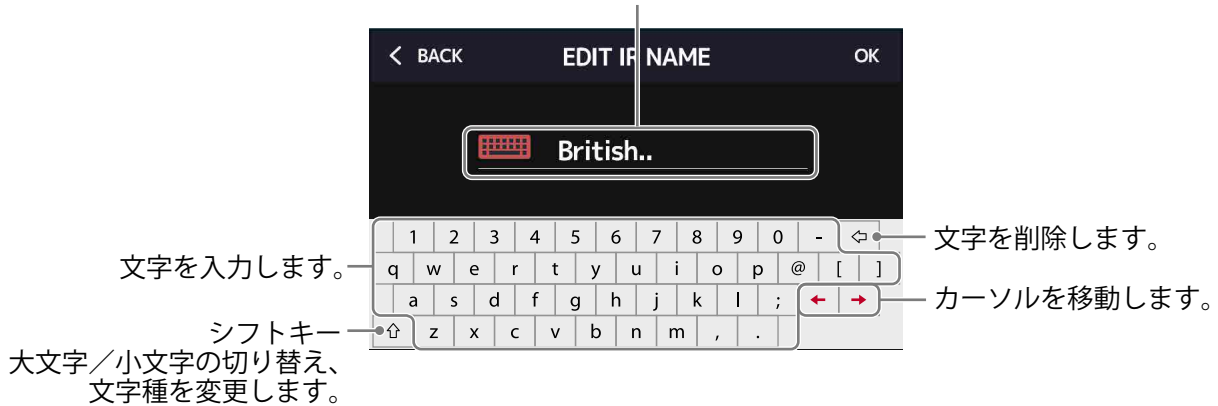 BACK EDIT IR NAME OK
British..
1 2 3 4 5 6 7 8 9 0 -
文字を削除します。
文字を入力します。
q w e r t y u i o p @ [ ]
a s d f g h j k l ;
カーソルを移動します。
シフトキー
大文字／小文字の切り替え、
文字種を変更します。
z x c v b n m , .